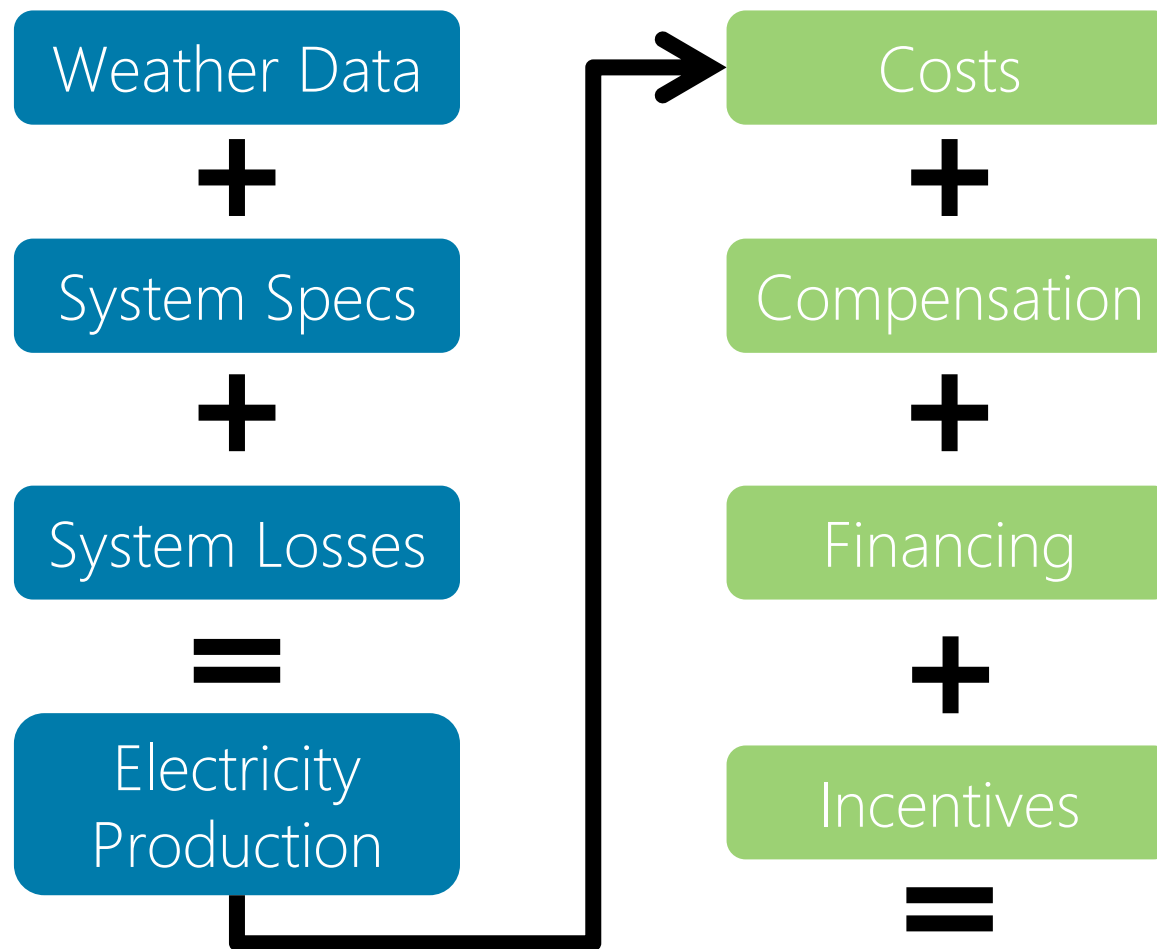 Weather Data
+
System Specs
+
System Losses
=
Electricity
Production
Costs
+
Compensation
+
Financing
+
Incentives
=